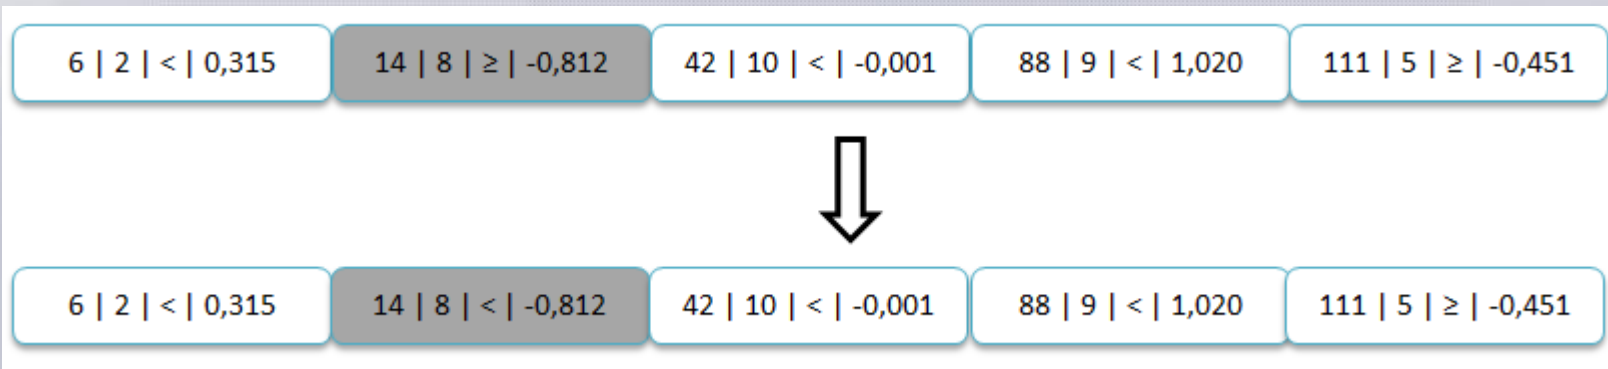 6 | 2 | < | 0,315 14 | 8 | ≥ | -0,812 42 | 10 | < | -0,001 88 | 9 | < | 1,020 111 | 5 | ≥ | -0,451
6 | 2 | < | 0,315 14 | 8 | < | -0,812 42 | 10 | < | -0,001 88 | 9 | < | 1,020 111 | 5 | ≥ | -0,451